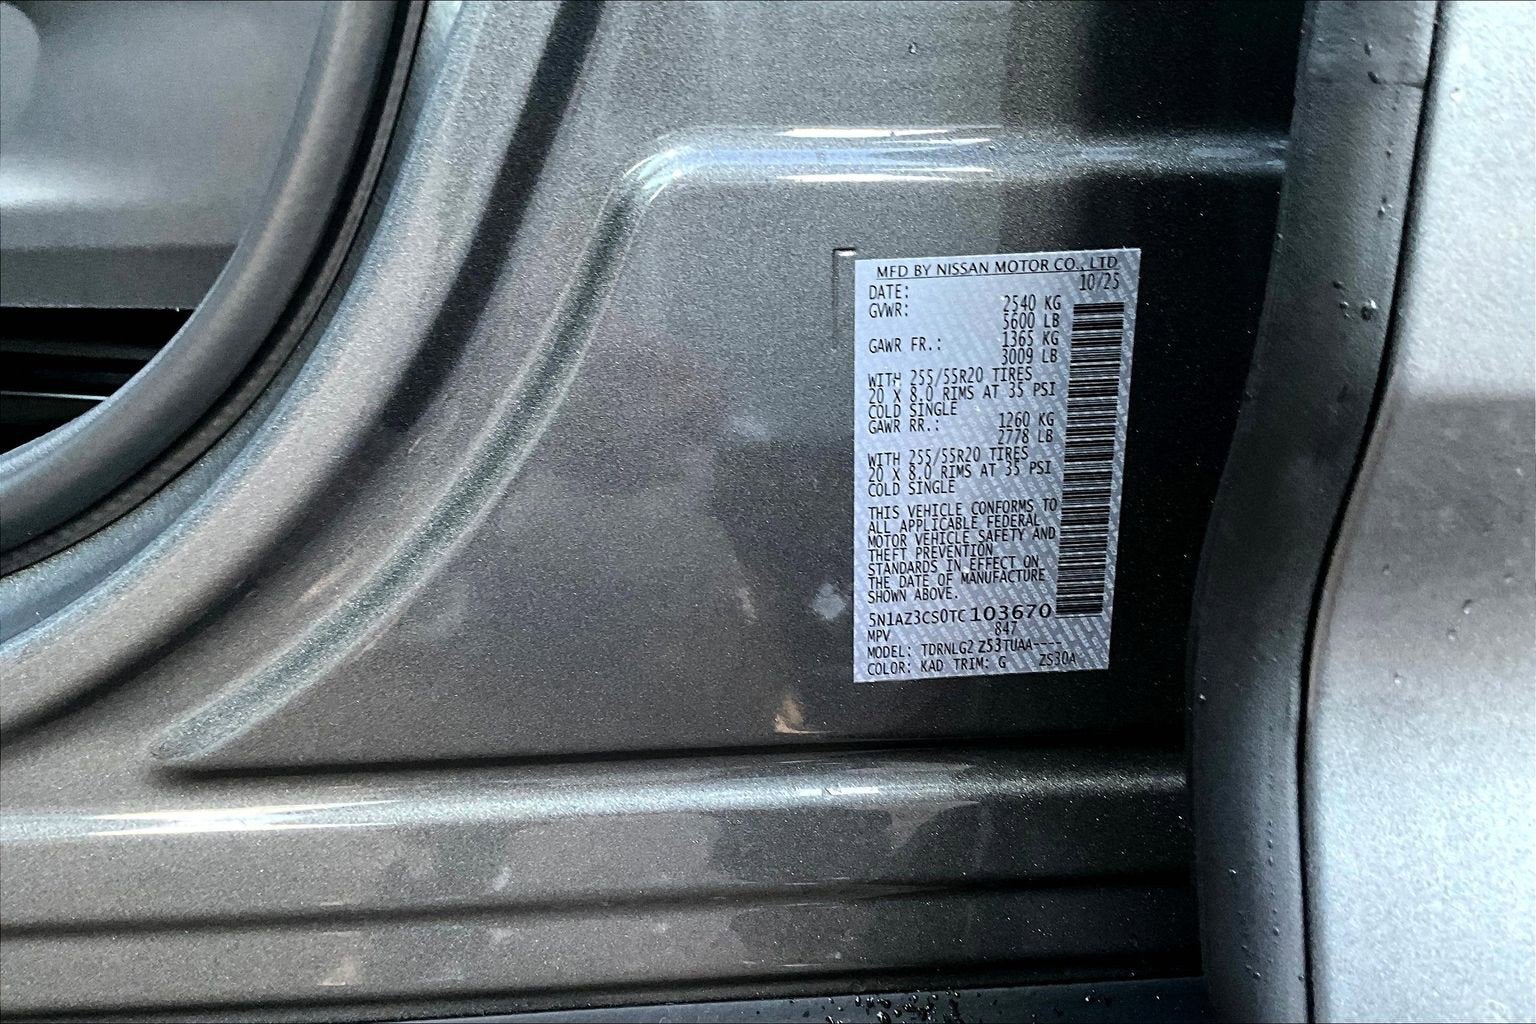 MFD BY NISSAN MOTOR CO., LTD.
DATE: 10/25
GVWR: 2540 KG
5600 LB
GAWR FR.: 1365 KG
3009 LB
WITH 255/55R20 TIRES
20 X 8.0 RIMS AT 35 PSI
COLD SINGLE
GAWR RR.: 1260 KG
2778 LB
WITH 255/55R20 TIRES
20 X 8.0 RIMS AT 35 PSI
COLD SINGLE
THIS VEHICLE CONFORMS TO
ALL APPLICABLE FEDERAL
MOTOR VEHICLE SAFETY AND
THEFT PREVENTION
STANDARDS IN EFFECT ON
THE DATE OF MANUFACTURE
SHOWN ABOVE.
5N1AZ3CS0TC103670
MPV 847
MODEL: TDRNLG2 Z53TUAA----
COLOR: KAD TRIM: G ZS30A